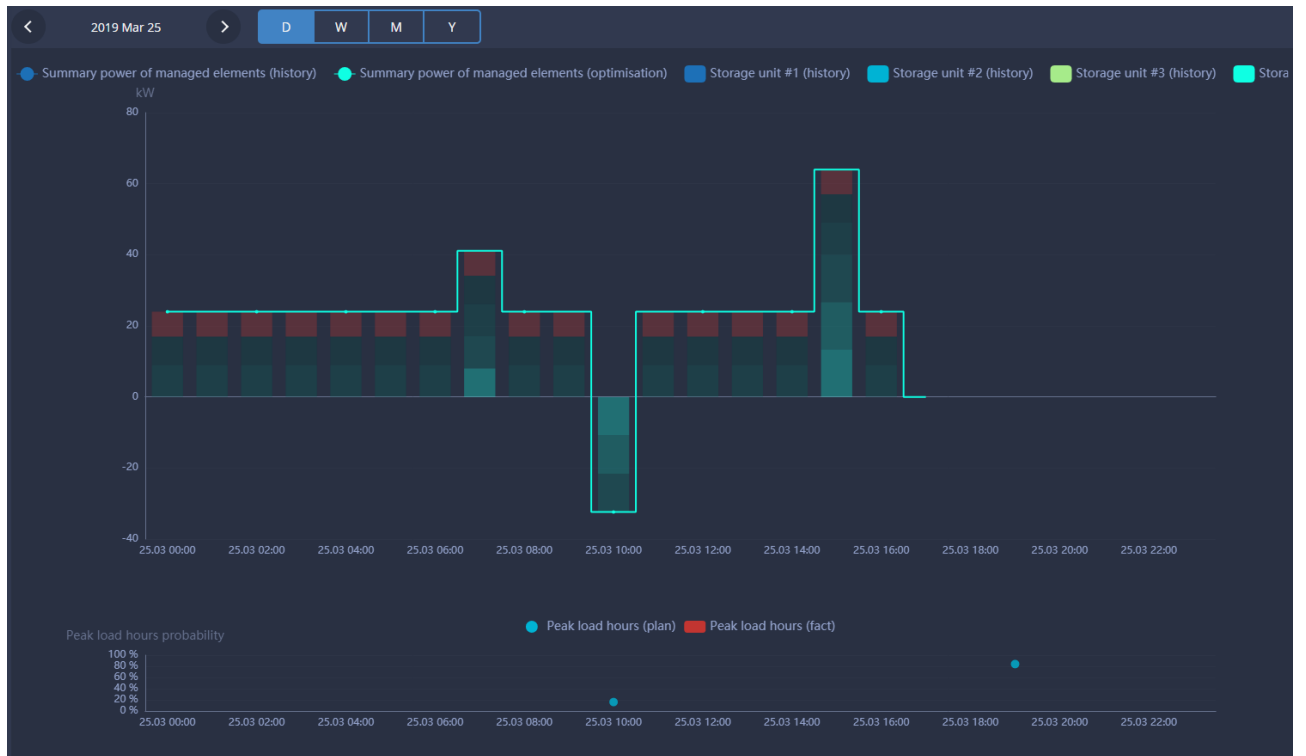 2019 Mar 25 D W M Y
Summary power of managed elements (history) Summary power of managed elements (optimisation) Storage unit #1 (history) Storage unit #2 (history) Storage unit #3 (history) Stora
kW
80
60
40
20
0
-20
-40
25.03 00:00 25.03 02:00 25.03 04:00 25.03 06:00 25.03 08:00 25.03 10:00 25.03 12:00 25.03 14:00 25.03 16:00 25.03 18:00 25.03 20:00 25.03 22:00
Peak load hours (plan) Peak load hours (fact)
Peak load hours probability
100 %
80 %
60 %
40 %
20 %
0 %
25.03 00:00 25.03 02:00 25.03 04:00 25.03 06:00 25.03 08:00 25.03 10:00 25.03 12:00 25.03 14:00 25.03 16:00 25.03 18:00 25.03 20:00 25.03 22:00